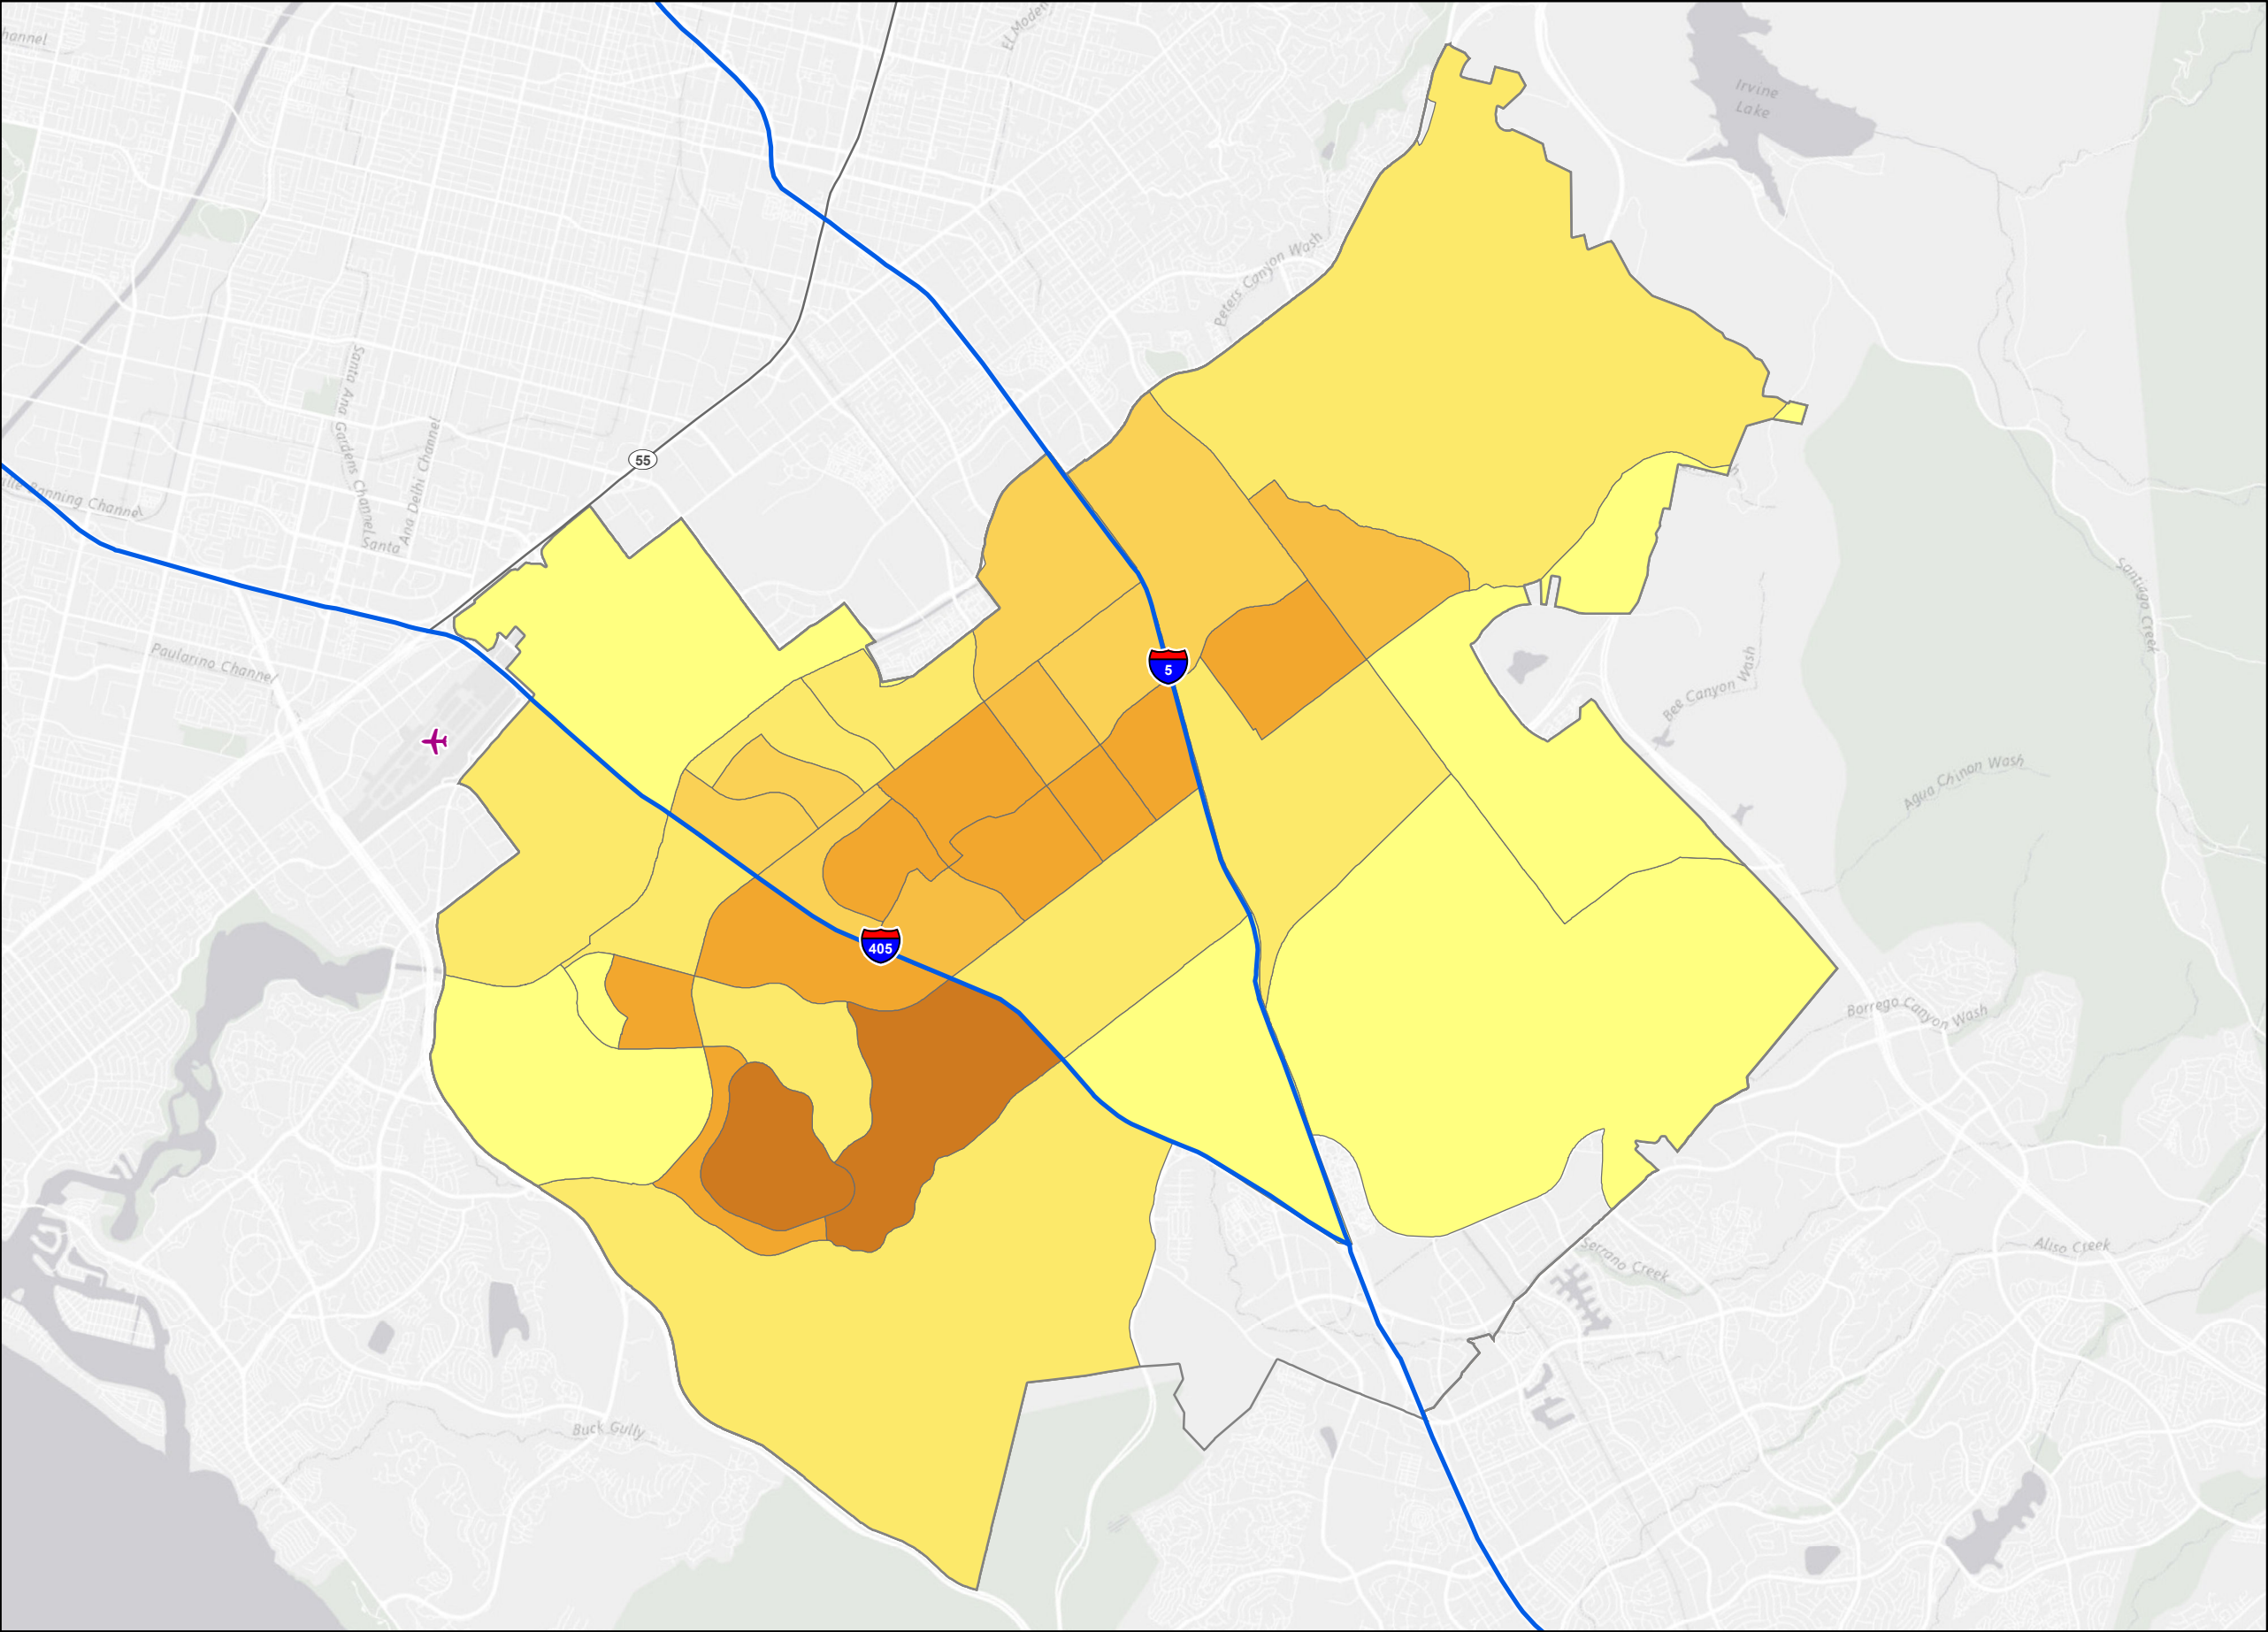 El Moden
Irvine
Lake
Peters Canyon Wash
Santa Ana Gardens Channel
Ana Delhi Channel
55
Banning Channel
Santa
Santiago Creek
Paularino Channel
5
Bee Canyon Wash
Agua Chinon Wash
405
Borrego Canyon Wash
Serrano Creek
Aliso Creek
Buck Gully